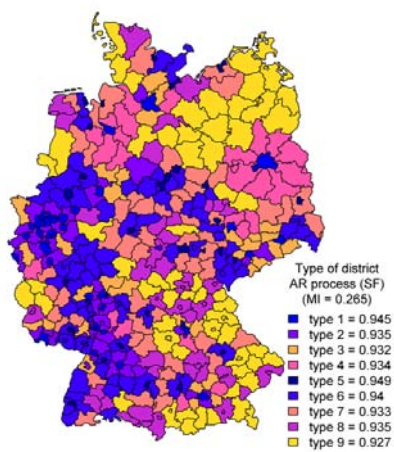 Type of district
AR process (SF)
(MI = 0.265)
type 1 = 0.945
type 2 = 0.935
type 3 = 0.932
type 4 = 0.934
type 5 = 0.949
type 6 = 0.94
type 7 = 0.933
type 8 = 0.935
type 9 = 0.927